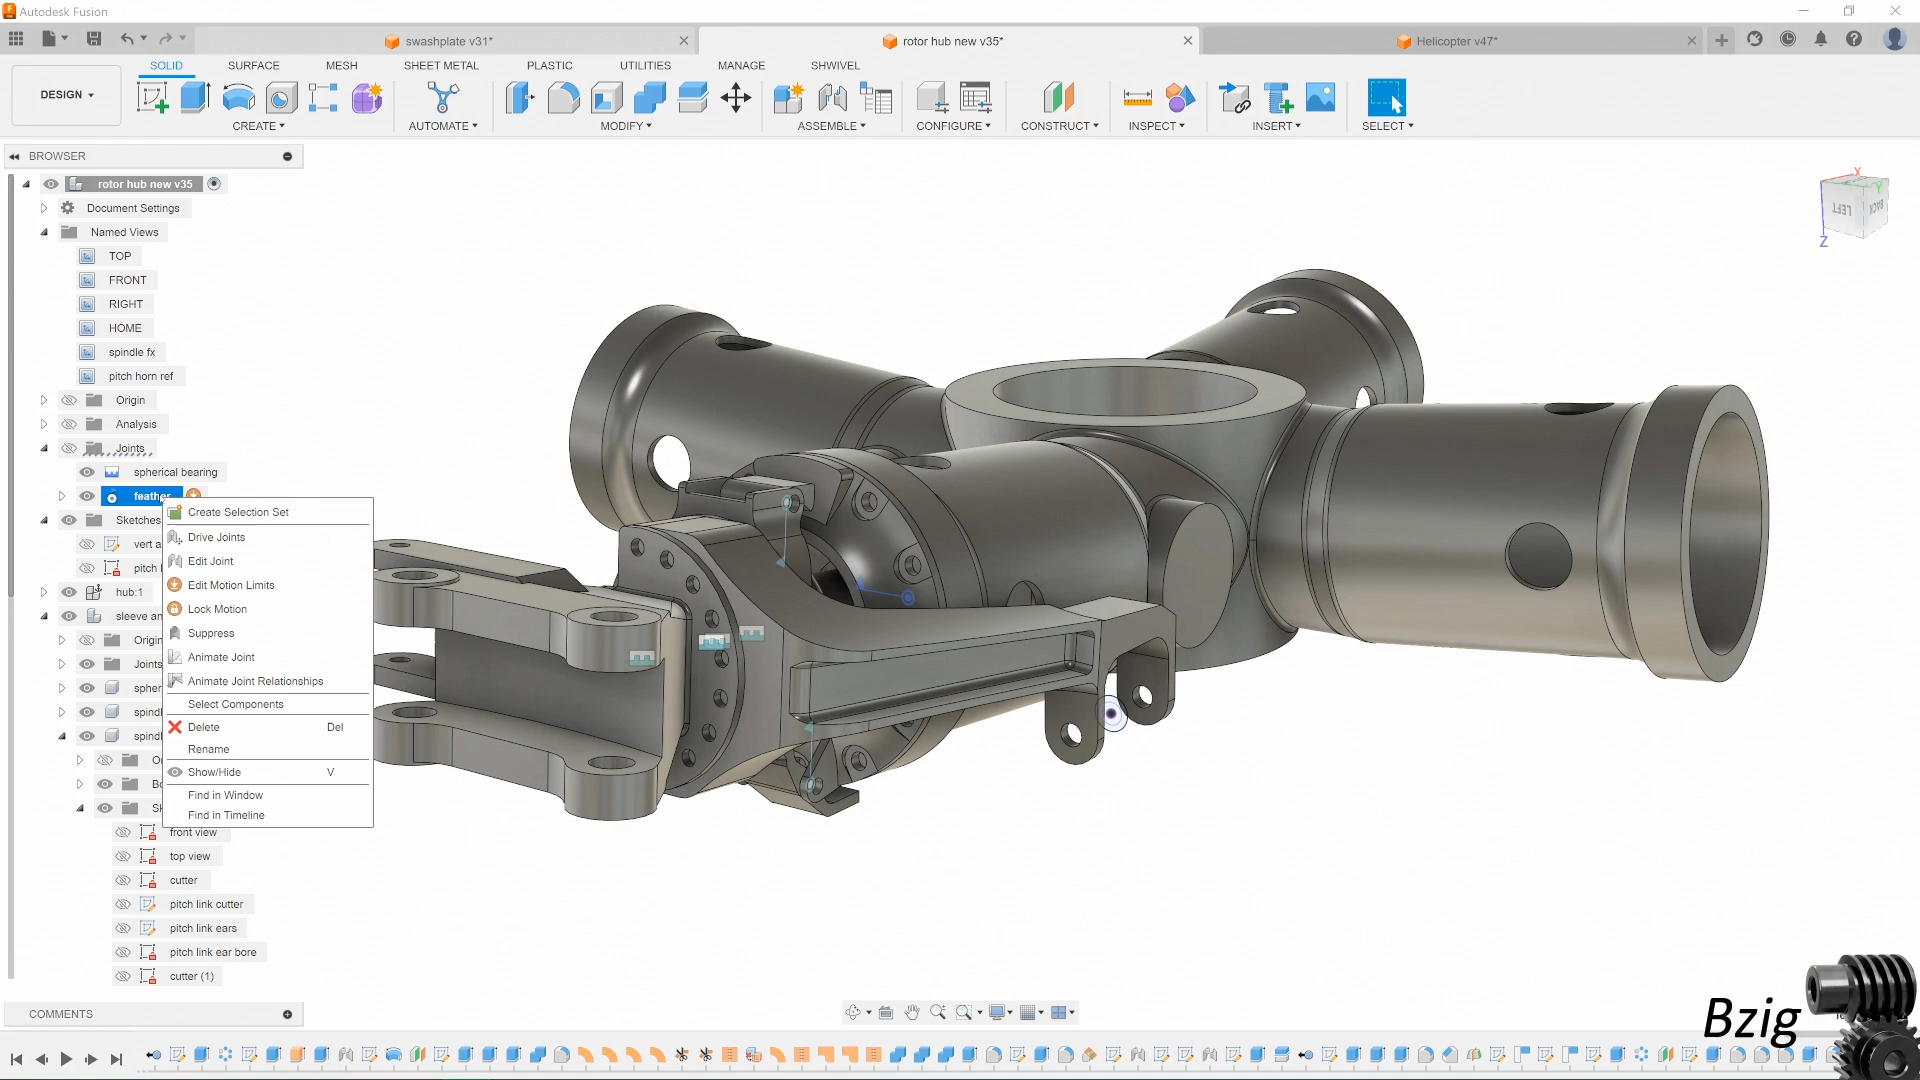 Autodesk Fusion
swashplate v31*
rotor hub new v35*
Helicopter v47*
DESIGN
SOLID
SURFACE
MESH
SHEET METAL
PLASTIC
UTILITIES
MANAGE
SHWIVEL
CREATE
AUTOMATE
MODIFY
ASSEMBLE
CONFIGURE
CONSTRUCT
INSPECT
INSERT
SELECT
BROWSER
rotor hub new v35
Document Settings
Named Views
TOP
FRONT
RIGHT
HOME
spindle fx
pitch horn ref
Origin
Analysis
Joints
spherical bearing
feather
Sketches
vert a
pitch
hub:1
sleeve an
Origin
Joints
spher
spindl
spindl
Bo
front view
top view
cutter
pitch link cutter
pitch link ears
pitch link ear bore
cutter (1)
Create Selection Set
Drive Joints
Edit Joint
Edit Motion Limits
Lock Motion
Suppress
Animate Joint
Animate Joint Relationships
Select Components
Delete Del
Rename
Show/Hide V
Find in Window
Find in Timeline
X
Y
Z
LEFT
BACK
COMMENTS
Bzig